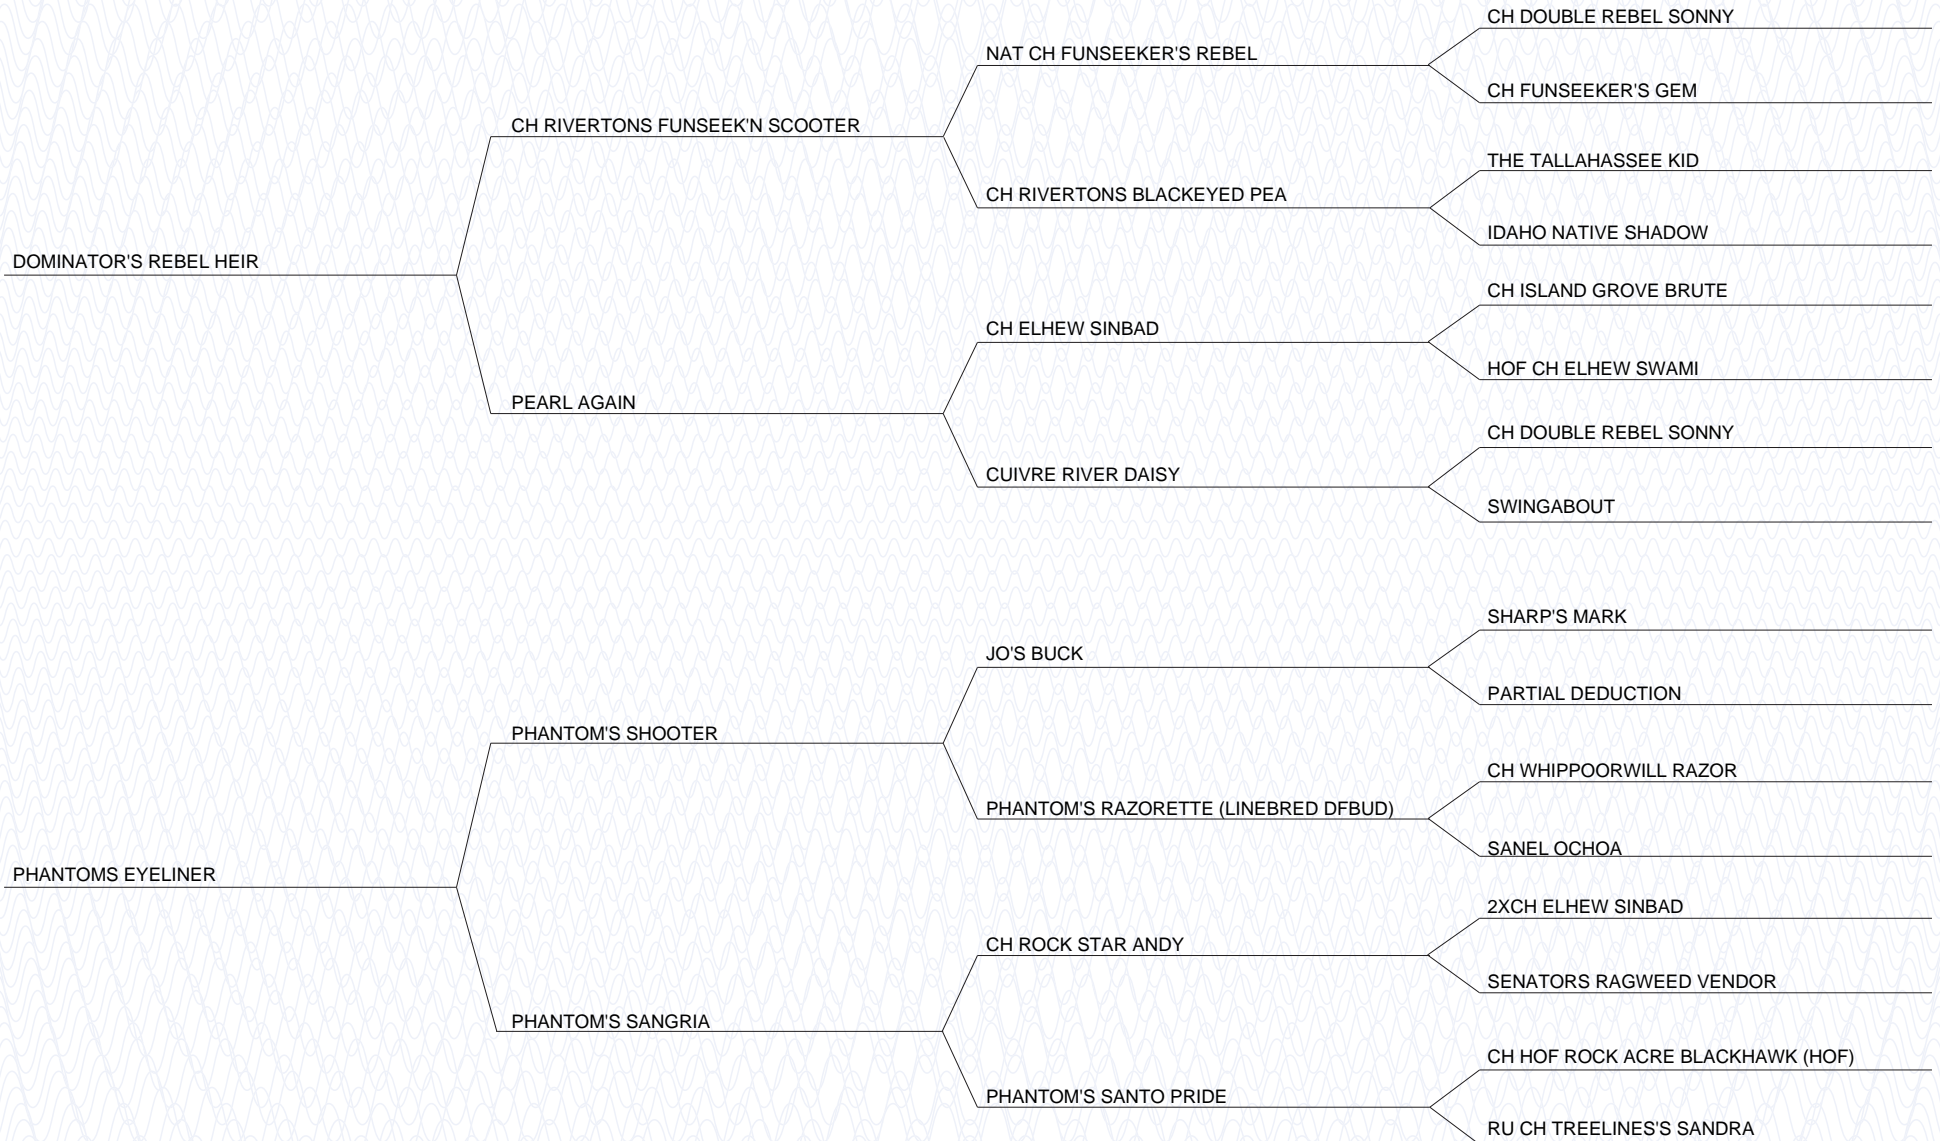 CH DOUBLE REBEL SONNY
NAT CH FUNSEEKER'S REBEL
CH FUNSEEKER'S GEM
CH RIVERTONS FUNSEEK'N SCOOTER
THE TALLAHASSEE KID
CH RIVERTONS BLACKEYED PEA
IDAHO NATIVE SHADOW
DOMINATOR'S REBEL HEIR
CH ISLAND GROVE BRUTE
CH ELHEW SINBAD
HOF CH ELHEW SWAMI
PEARL AGAIN
CH DOUBLE REBEL SONNY
CUIVRE RIVER DAISY
SWINGABOUT
SHARP'S MARK
JO'S BUCK
PARTIAL DEDUCTION
PHANTOM'S SHOOTER
CH WHIPPOORWILL RAZOR
PHANTOM'S RAZORETTE (LINEBRED DFBUD)
SANEL OCHOA
PHANTOMS EYELINER
2XCH ELHEW SINBAD
CH ROCK STAR ANDY
SENATORS RAGWEED VENDOR
PHANTOM'S SANGRIA
CH HOF ROCK ACRE BLACKHAWK (HOF)
PHANTOM'S SANTO PRIDE
RU CH TREELINES'S SANDRA